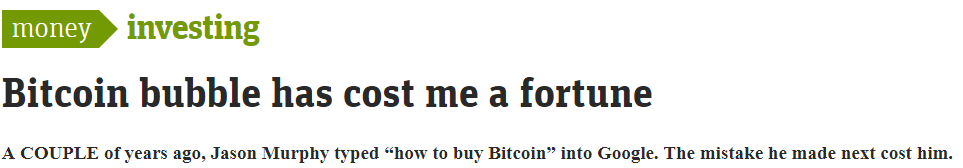 money investing
Bitcoin bubble has cost me a fortune
A COUPLE of years ago, Jason Murphy typed “how to buy Bitcoin” into Google. The mistake he made next cost him.